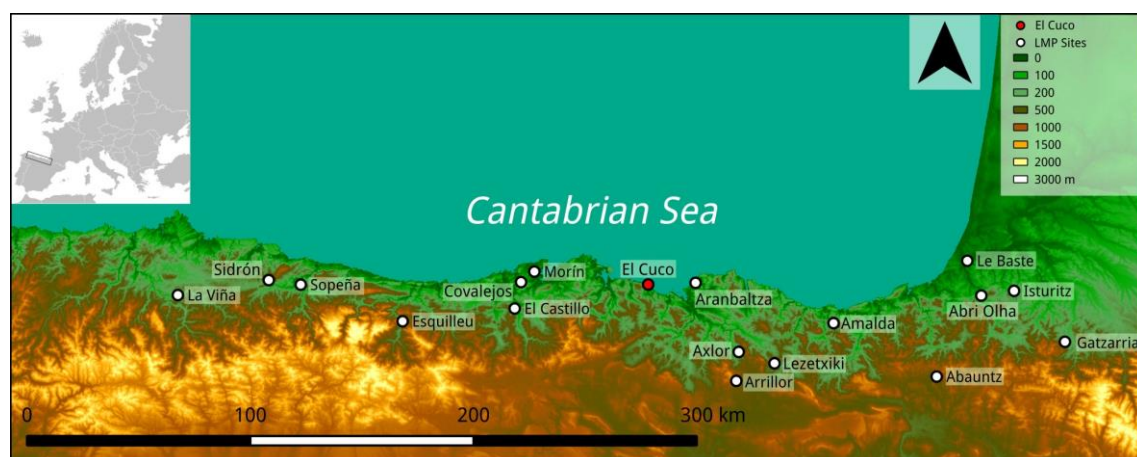 El Cuco
LMP Sites
0
100
200
500
1000
1500
2000
3000 m
Cantabrian Sea
Sidrón
La Viña
Sopeña
Esquilleu
Covalejos
Morín
El Castillo
El Cuco
Aranbaltza
Axlor
Lezetxiki
Arrillor
Amalda
Le Baste
Isturitz
Abri Olha
Gatzarria
Abauntz
0 100 200 300 km